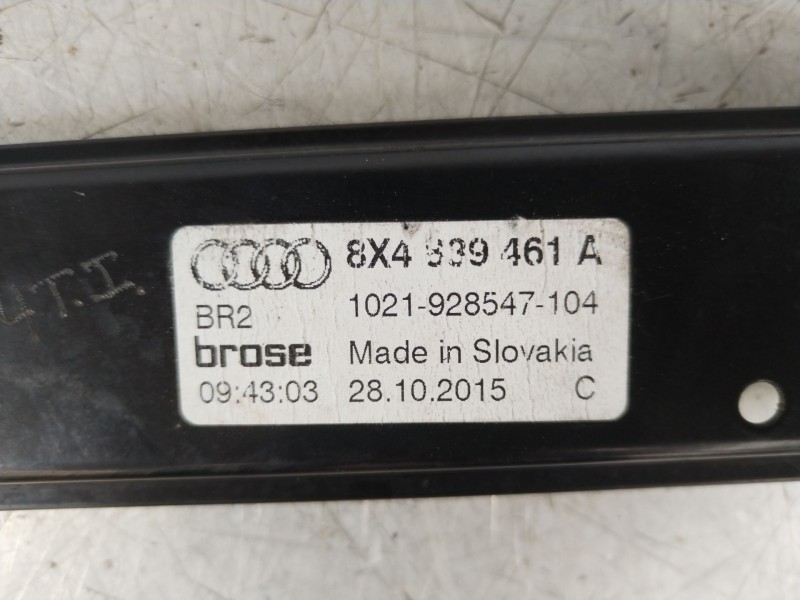 8X4 839 461 A
BR2 1021-928547-104
brose Made in Slovakia
09:43:03 28.10.2015 C